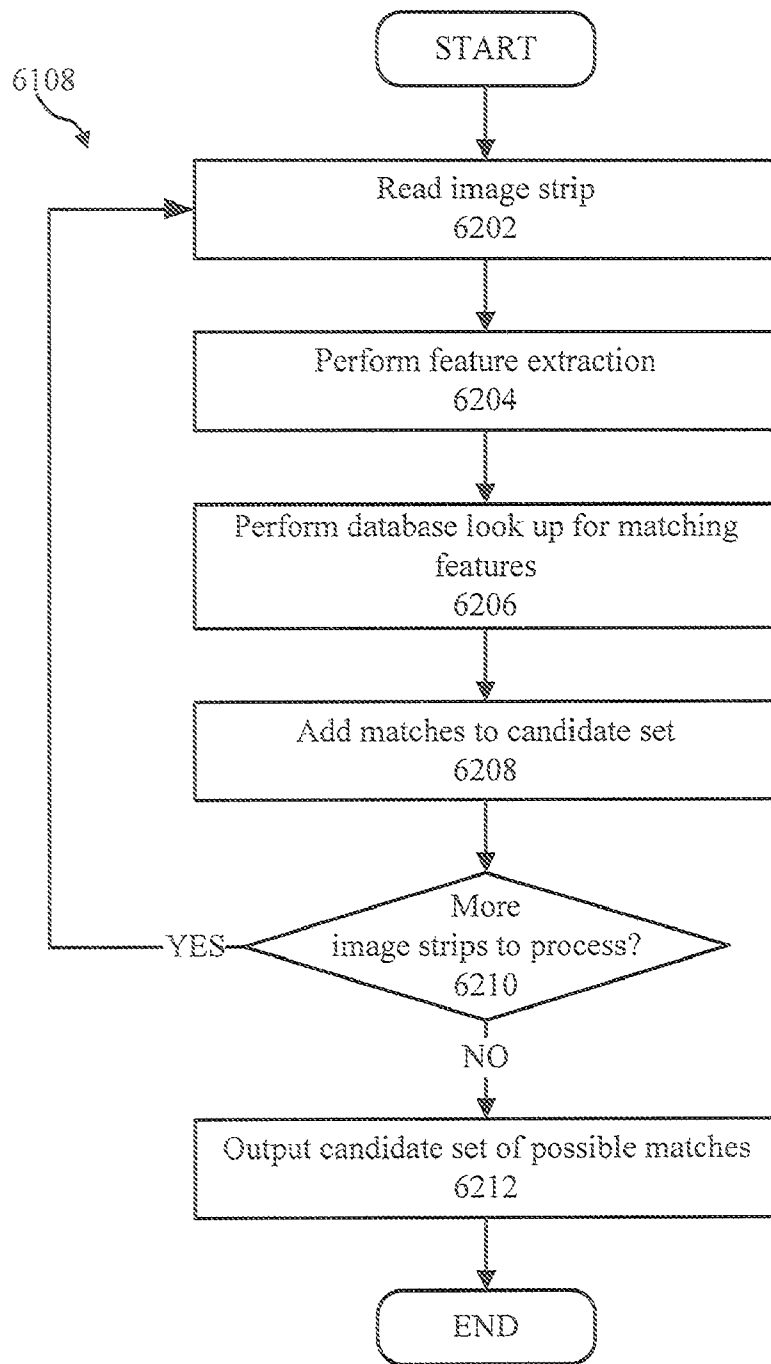 START
6108
Read image strip
6202
Perform feature extraction
6204
Perform database look up for matching
features
6206
Add matches to candidate set
6208
More
image strips to process?
6210
YES
NO
Output candidate set of possible matches
6212
END